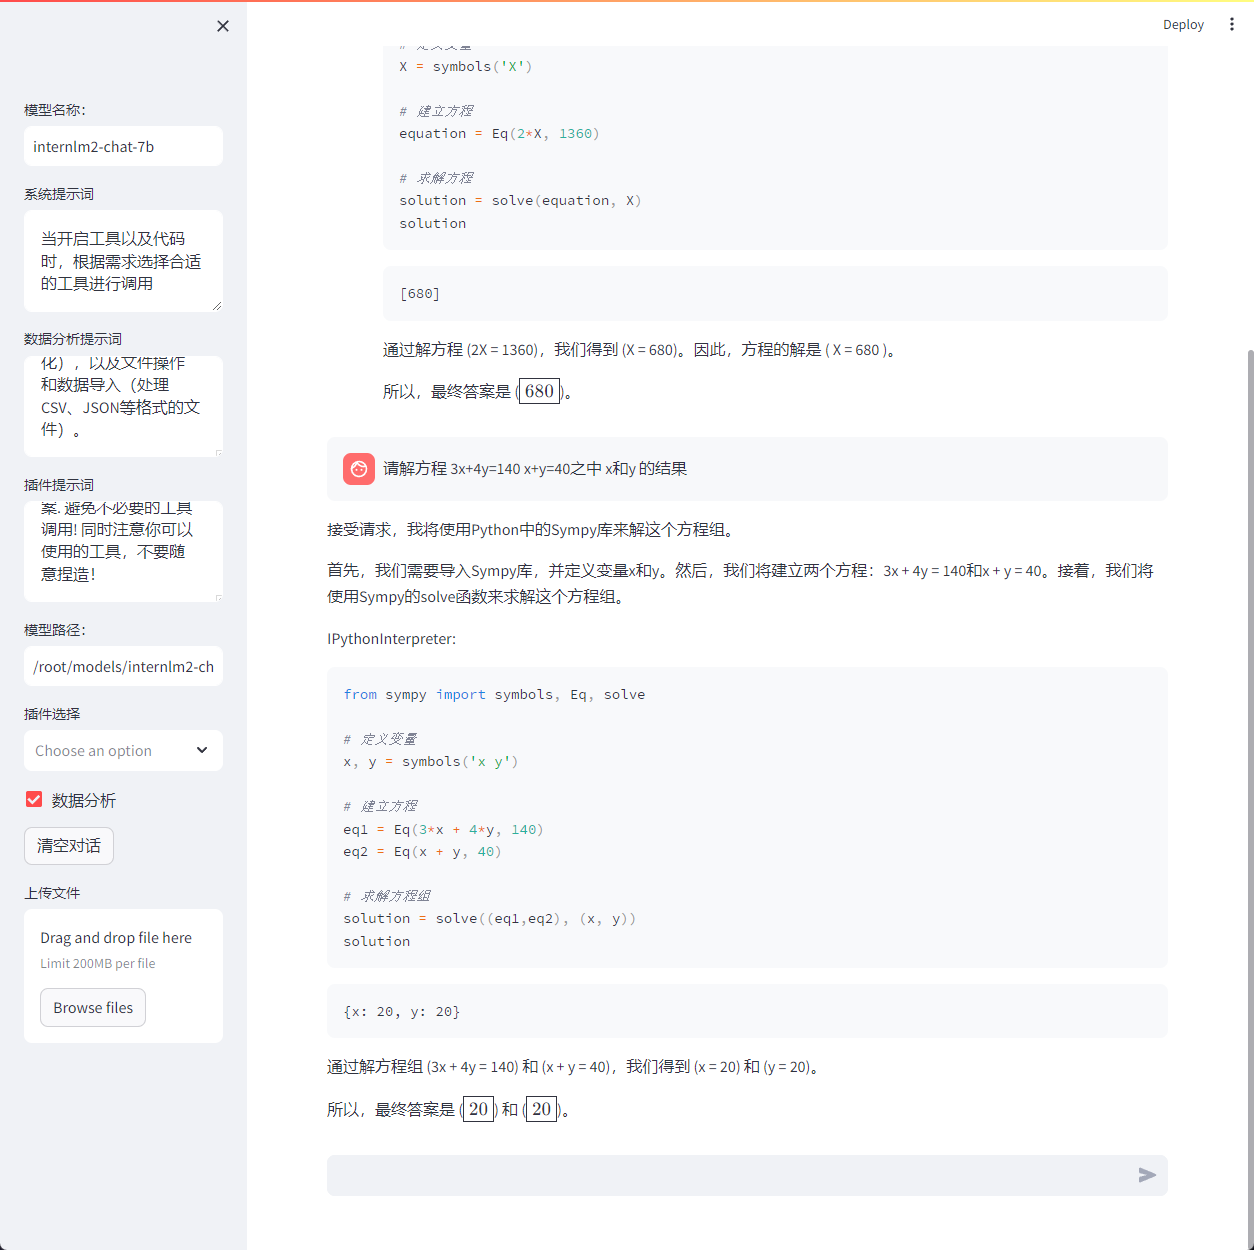 Deploy
模型名称：
internlm2-chat-7b
系统提示词
当开启工具以及代码
时，根据需求选择合适
的工具进行调用
数据分析提示词
化），以及文件操作
和数据导入（处理
CSV、JSON等格式的文
件）。
插件提示词
案. 避免不必要的工具
调用! 同时注意你可以
使用的工具，不要随
意捏造！
模型路径：
/root/models/internlm2-ch
插件选择
Choose an option
数据分析
清空对话
上传文件
Drag and drop file here
Limit 200MB per file
Browse files
# 定义变量
X = symbols('X')
# 建立方程
equation = Eq(2*X, 1360)
# 求解方程
solution = solve(equation, X)
solution
[680]
通过解方程 (2X = 1360)，我们得到 (X = 680)。因此，方程的解是 ( X = 680 )。
所以，最终答案是 (680)。
请解方程 3x+4y=140 x+y=40之中 x和y 的结果
接受请求，我将使用Python中的Sympy库来解这个方程组。
首先，我们需要导入Sympy库，并定义变量x和y。然后，我们将建立两个方程：3x + 4y = 140和x + y = 40。接着，我们将
使用Sympy的solve函数来求解这个方程组。
IPythonInterpreter:
from sympy import symbols, Eq, solve
# 定义变量
x, y = symbols('x y')
# 建立方程
eq1 = Eq(3*x + 4*y, 140)
eq2 = Eq(x + y, 40)
# 求解方程组
solution = solve((eq1,eq2), (x, y))
solution
{x: 20, y: 20}
通过解方程组 (3x + 4y = 140) 和 (x + y = 40)，我们得到 (x = 20) 和 (y = 20)。
所以，最终答案是 (20) 和 (20)。